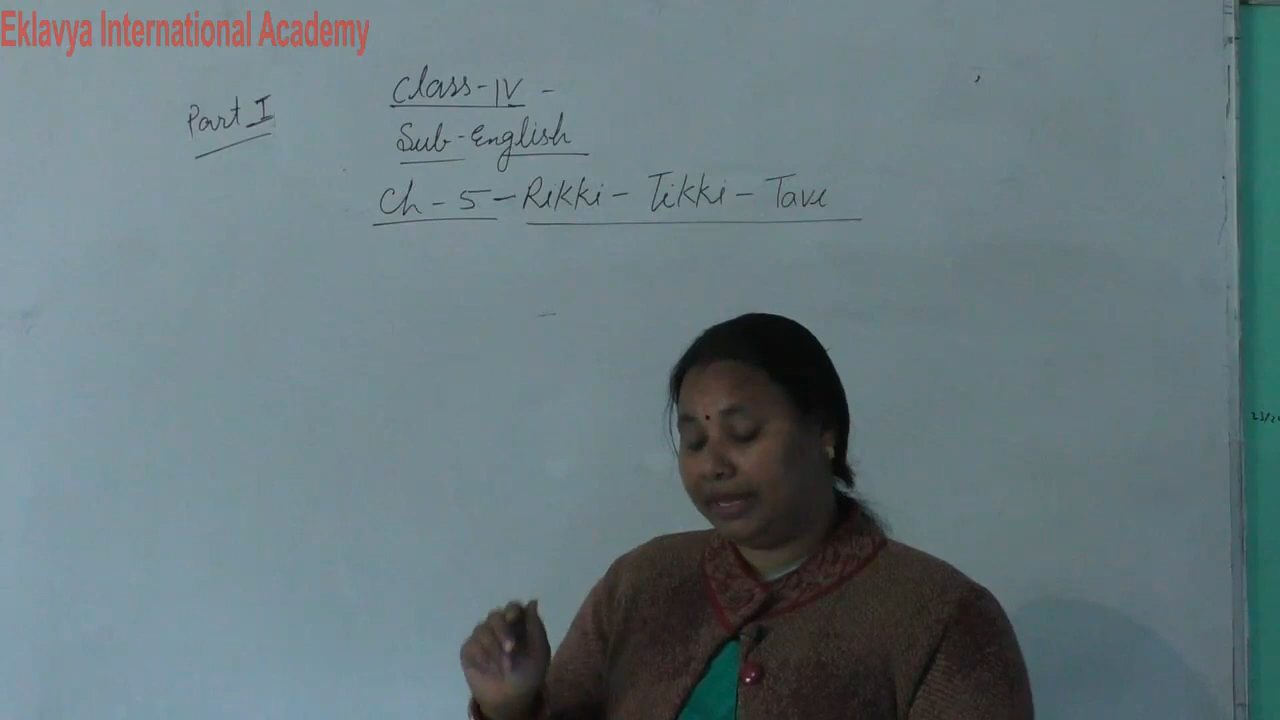 Eklavya International Academy
Class-IV -
Part I
Sub-English
Ch-5-Rikki-Tikki-Tavi